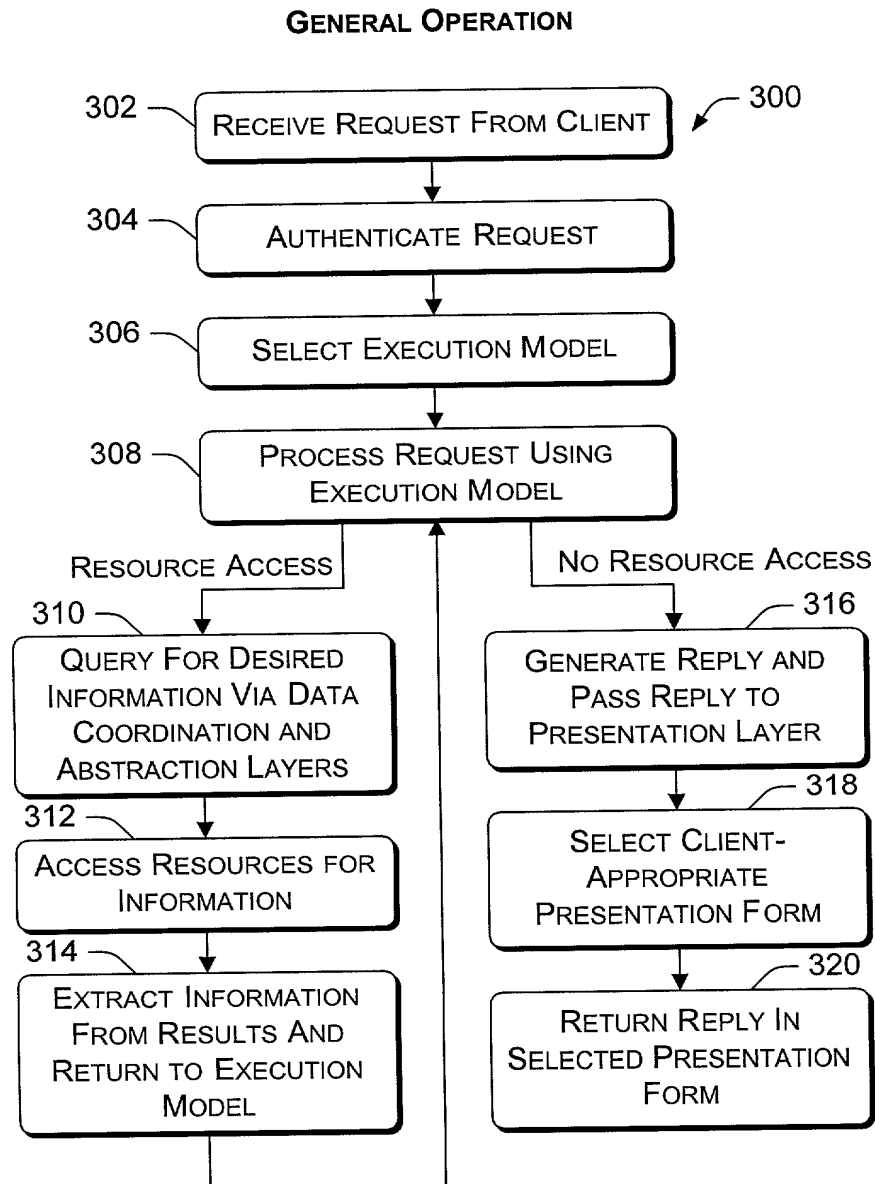 GENERAL OPERATION
300
302
RECEIVE REQUEST FROM CLIENT
304
AUTHENTICATE REQUEST
306
SELECT EXECUTION MODEL
308
PROCESS REQUEST USING
EXECUTION MODEL
RESOURCE ACCESS
NO RESOURCE ACCESS
310
QUERY FOR DESIRED
INFORMATION VIA DATA
COORDINATION AND
ABSTRACTION LAYERS
312
ACCESS RESOURCES FOR
INFORMATION
314
EXTRACT INFORMATION
FROM RESULTS AND
RETURN TO EXECUTION
MODEL
316
GENERATE REPLY AND
PASS REPLY TO
PRESENTATION LAYER
318
SELECT CLIENT-
APPROPRIATE
PRESENTATION FORM
320
RETURN REPLY IN
SELECTED PRESENTATION
FORM